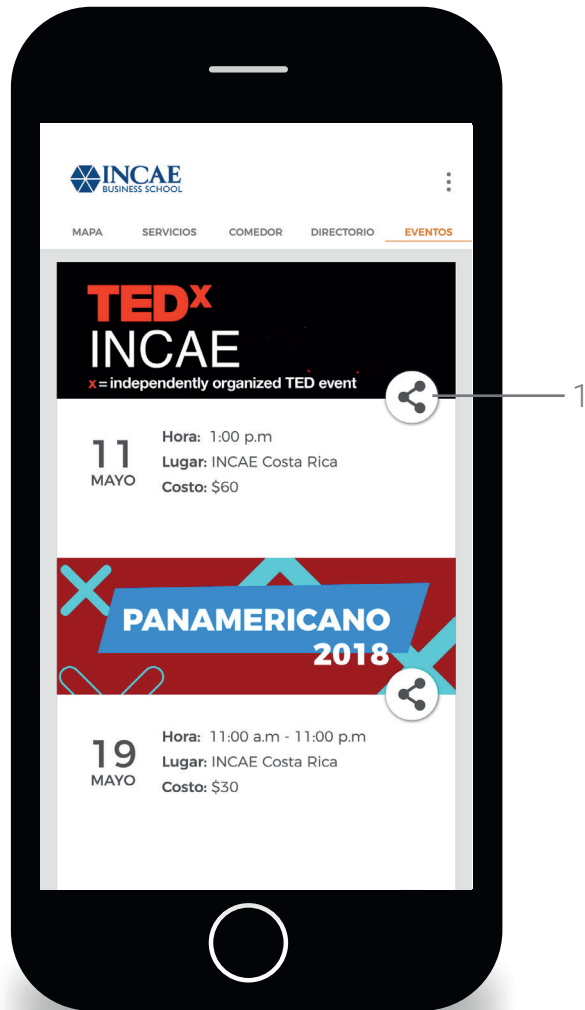 INCAE
BUSINESS SCHOOL
MAPA SERVICIOS COMEDOR DIRECTORIO EVENTOS
TEDx
INCAE
x = independently organized TED event
1
11
MAYO
Hora: 1:00 p.m
Lugar: INCAE Costa Rica
Costo: $60
PANAMERICANO
2018
19
MAYO
Hora: 11:00 a.m - 11:00 p.m
Lugar: INCAE Costa Rica
Costo: $30